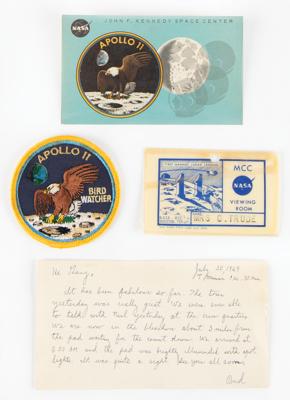 NASA
JOHN F. KENNEDY SPACE CENTER
APOLLO 11
APOLLO 11
BIRD
WATCHER
MCC
NASA
VIEWING
ROOM
MRS C. TRUDE
July 1969
It has been fabulous so far. The tour
yesterday was really great. We were even able
to talk with Neil yesterday at the crew quarters.
We are now in the bleachers about 3 miles from
the pad waiting for the count down. We arrived at
AM and the pad was brightly illuminated with spot
lights. It was quite a sight. See you all soon.